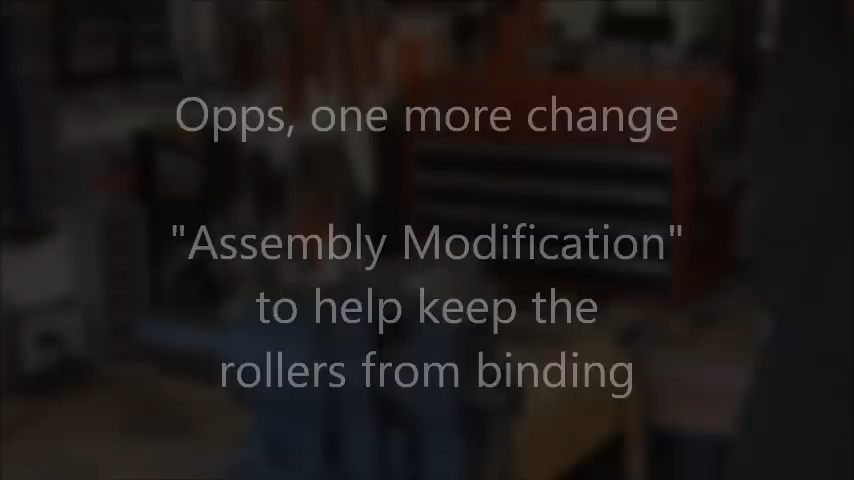 Opps, one more change
"Assembly Modification"
to help keep the
rollers from binding